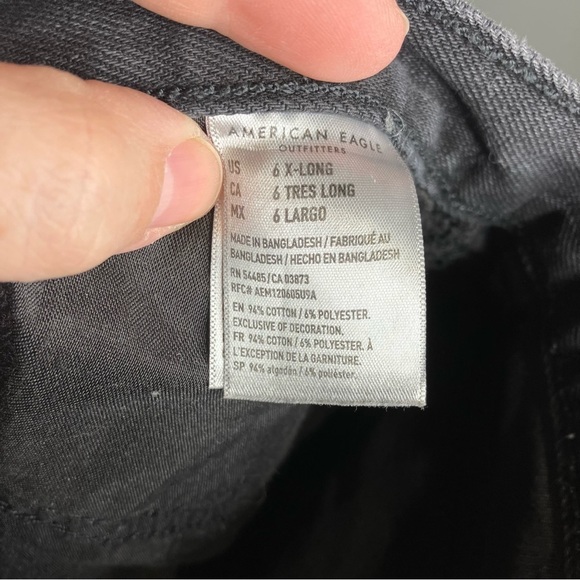 AMERICAN EAGLE
OUTFITTERS
US 6 X-LONG
CA 6 TRES LONG
MX 6 LARGO
MADE IN BANGLADESH / FABRIQUÉ AU
BANGLADESH / HECHO EN BANGLADESH
RN 54485/CA 03873
RFC# AEM120605U9A
EN 94% COTTON / 6% POLYESTER.
EXCLUSIVE OF DECORATION.
FR 94% COTON / 6% POLYESTER. À
L'EXCEPTION DE LA GARNITURE.
SP 94% algodón / 6% poliéster.